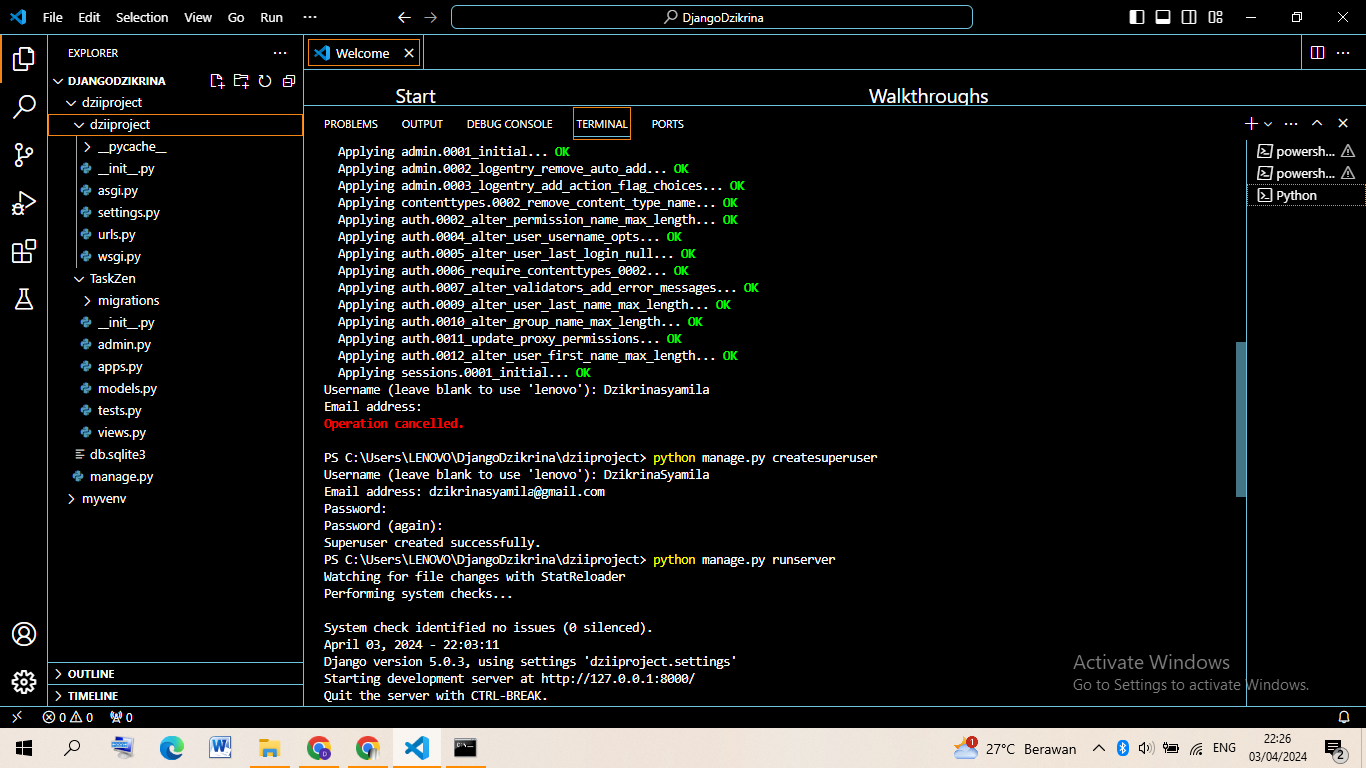 File Edit Selection View Go Run ··· DjangoDzikrina
EXPLORER ···
DJANGODZIKRINA
dziiproject
dziiproject
__pycache__
__init__.py
asgi.py
settings.py
urls.py
wsgi.py
TaskZen
migrations
__init__.py
admin.py
apps.py
models.py
tests.py
views.py
db.sqlite3
manage.py
myvenv
OUTLINE
TIMELINE
Welcome
Start Walkthroughs
PROBLEMS OUTPUT DEBUG CONSOLE TERMINAL PORTS
Applying admin.0001_initial... OK
Applying admin.0002_logentry_remove_auto_add... OK
Applying admin.0003_logentry_add_action_flag_choices... OK
Applying contenttypes.0002_remove_content_type_name... OK
Applying auth.0002_alter_permission_name_max_length... OK
Applying auth.0004_alter_user_username_opts... OK
Applying auth.0005_alter_user_last_login_null... OK
Applying auth.0006_require_contenttypes_0002... OK
Applying auth.0007_alter_validators_add_error_messages... OK
Applying auth.0009_alter_user_last_name_max_length... OK
Applying auth.0010_alter_group_name_max_length... OK
Applying auth.0011_update_proxy_permissions... OK
Applying auth.0012_alter_user_first_name_max_length... OK
Applying sessions.0001_initial... OK
Username (leave blank to use 'lenovo'): Dzikrinasyamila
Email address:
Operation cancelled.
PS C:\Users\LENOVO\DjangoDzikrina\dziiproject> python manage.py createsuperuser
Username (leave blank to use 'lenovo'): DzikrinaSyamila
Email address: dzikrinasyamila@gmail.com
Password:
Password (again):
Superuser created successfully.
PS C:\Users\LENOVO\DjangoDzikrina\dziiproject> python manage.py runserver
Watching for file changes with StatReloader
Performing system checks...
System check identified no issues (0 silenced).
April 03, 2024 - 22:03:11
Django version 5.0.3, using settings 'dziiproject.settings'
Starting development server at http://127.0.0.1:8000/
Quit the server with CTRL-BREAK.
powersh...
powersh...
Python
Activate Windows
Go to Settings to activate Windows.
0 0 0
1 27°C Berawan ENG 22:26
03/04/2024 2